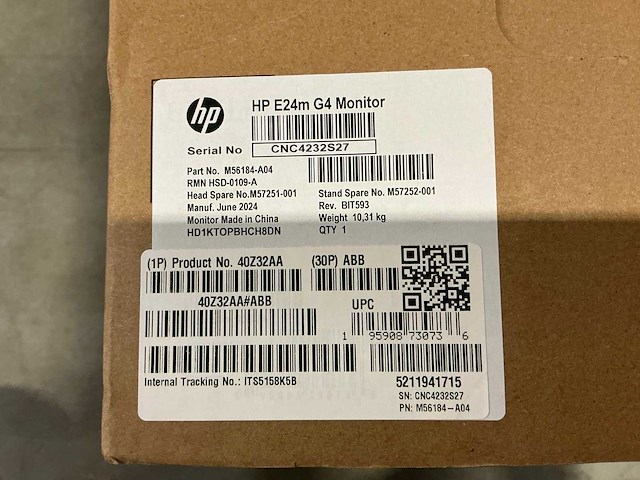 hp
HP E24m G4 Monitor
Serial No CNC4232S27
Part No. M56184-A04
RMN HSD-0109-A
Head Spare No.M57251-001 Stand Spare No.M57252-001
Manuf. June 2024 Rev. BIT593
Monitor Made in China Weight 10,31 kg
HD1KTOPBHCH8DN QTY 1
(1P) Product No. 40Z32AA (30P) ABB
40Z32AA#ABB UPC
1 95908 73073 6
Internal Tracking No.: ITS5158K5B 5211941715
SN: CNC4232S27
PN: M56184-A04